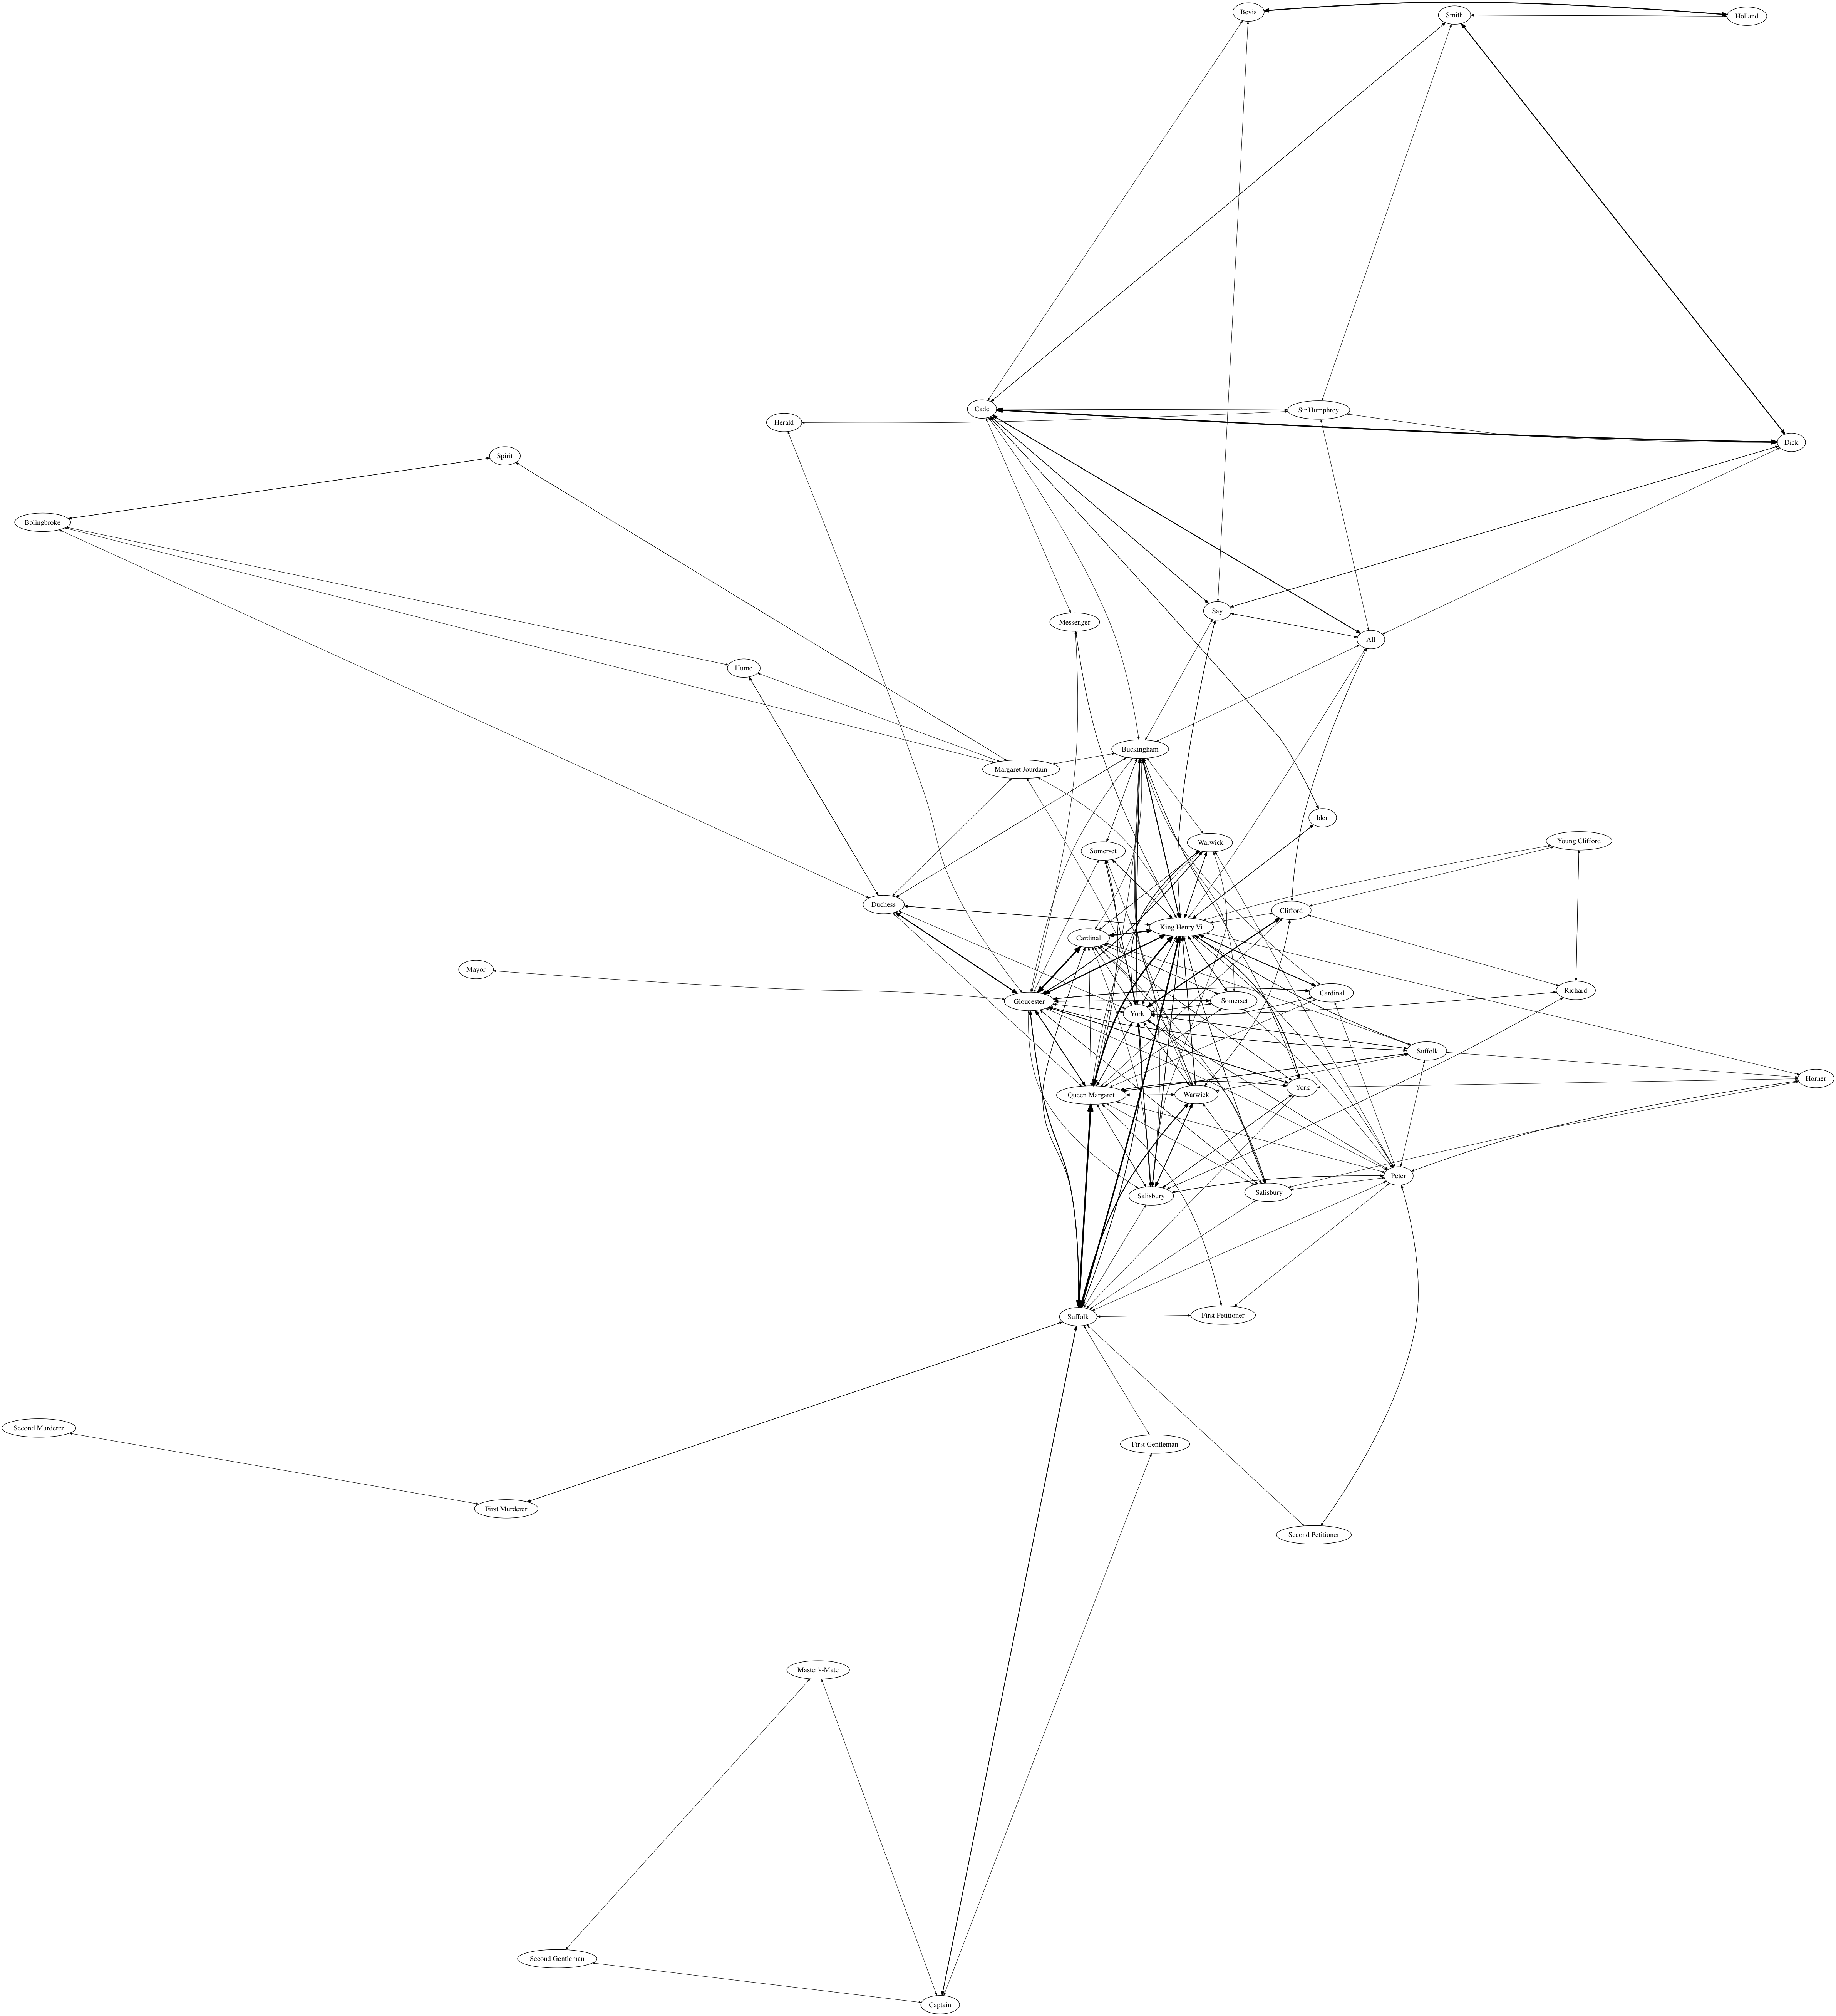 Bevis
Smith
Holland
Cade
Sir Humphrey
Herald
Dick
Spirit
Bolingbroke
Say
Messenger
All
Hume
Buckingham
Margaret Jourdain
Iden
Warwick
Young Clifford
Somerset
Duchess
Clifford
King Henry Vi
Cardinal
Mayor
Cardinal
Richard
Gloucester
Somerset
York
Suffolk
Horner
York
Queen Margaret
Warwick
Peter
Salisbury
Salisbury
Suffolk
First Petitioner
Second Murderer
First Gentleman
First Murderer
Second Petitioner
Master's-Mate
Second Gentleman
Captain